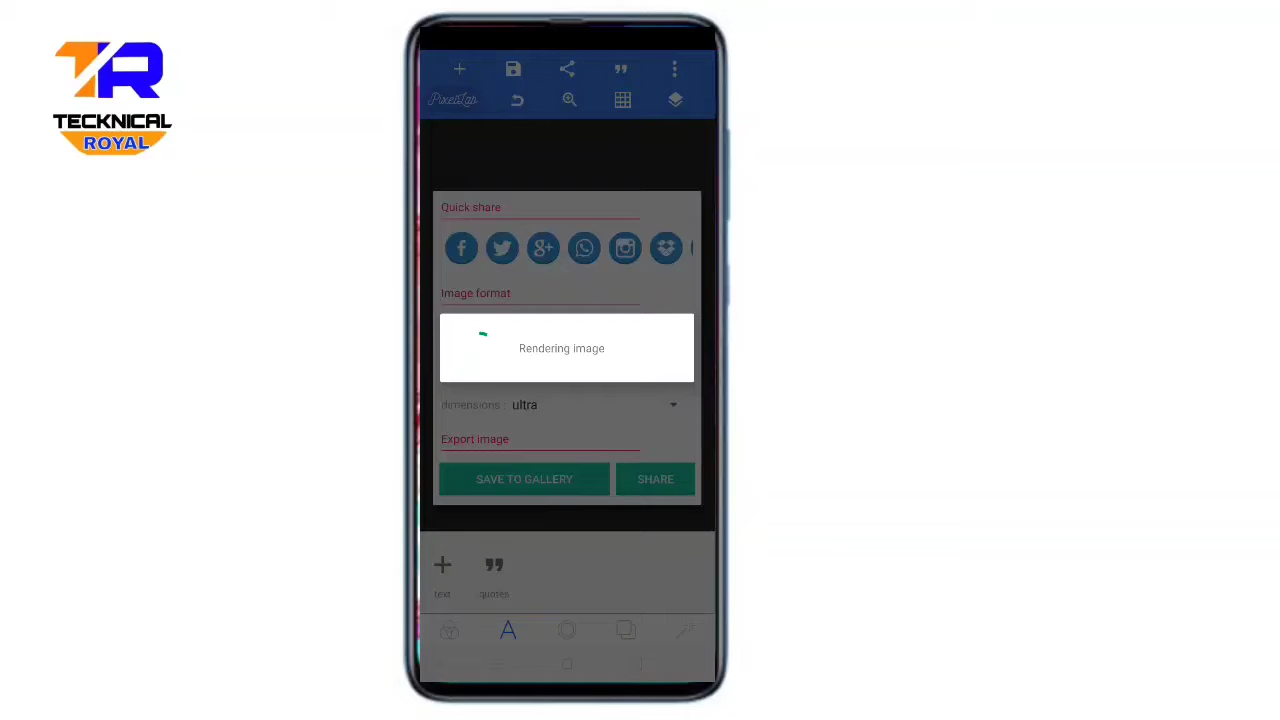 TR
TECKNICAL
ROYAL
PixelLab
Quick share
Image format
Rendering image
dimensions : ultra
Export image
SAVE TO GALLERY
SHARE
text
quotes